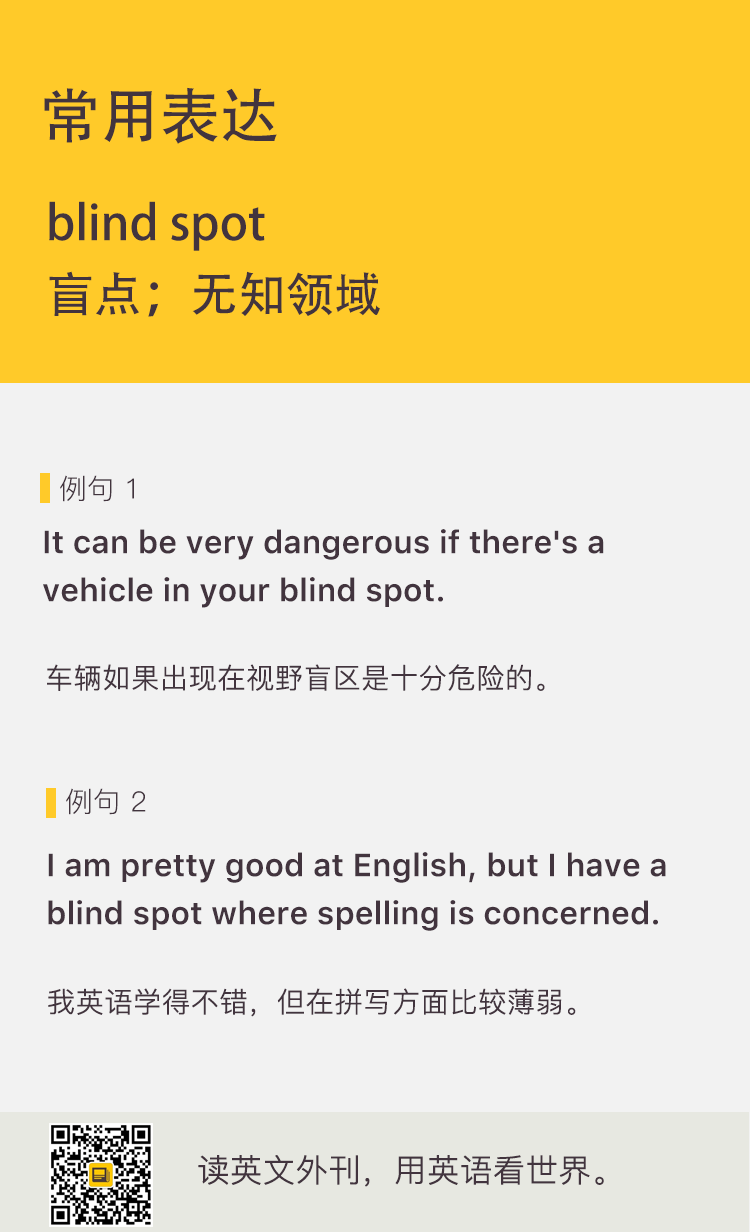 常用表达
blind spot
盲点；无知领域
例句 1
It can be very dangerous if there's a
vehicle in your blind spot.
车辆如果出现在视野盲区是十分危险的。
例句 2
I am pretty good at English, but I have a
blind spot where spelling is concerned.
我英语学得不错，但在拼写方面比较薄弱。
读英文外刊，用英语看世界。